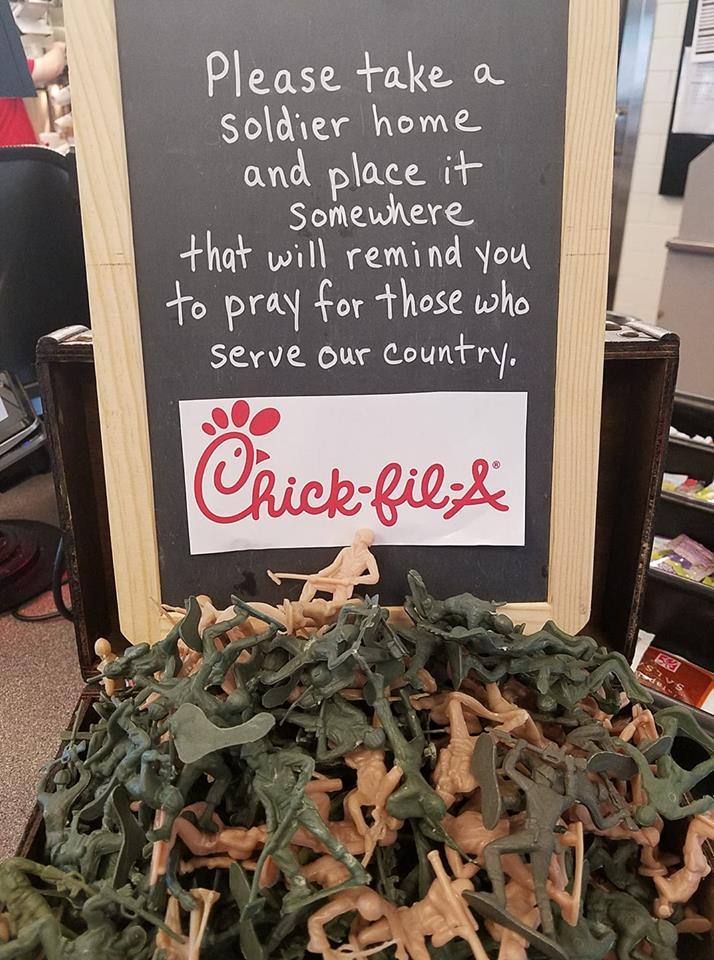 Please take a
soldier home
and place it
somewhere
that will remind you
to pray for those who
serve our country.
Chick-fil-A®